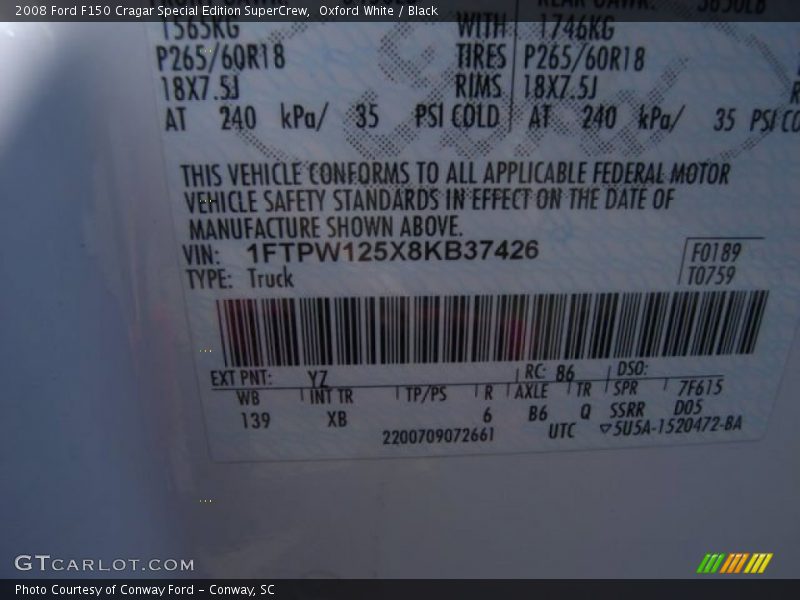 2008 Ford F150 Cragar Special Edition SuperCrew, Oxford White / Black
1565KG WITH 1746KG
P265/60R18 TIRES P265/60R18
18X7.5J RIMS 18X7.5J
AT 240 kPa/ 35 PSI COLD AT 240 kPa/ 35 PSI CO
THIS VEHICLE CONFORMS TO ALL APPLICABLE FEDERAL MOTOR
VEHICLE SAFETY STANDARDS IN EFFECT ON THE DATE OF
MANUFACTURE SHOWN ABOVE.
VIN: 1FTPW125X8KB37426 F0189
TYPE: Truck T0759
EXT PNT: YZ RC: 86 DSO:
WB INT TR TP/PS R AXLE TR SPR 7F615
139 XB 6 B6 Q SSRR D05
2200709072661 UTC ▽5U5A-1520472-BA
GTCARLOT.COM
Photo Courtesy of Conway Ford - Conway, SC